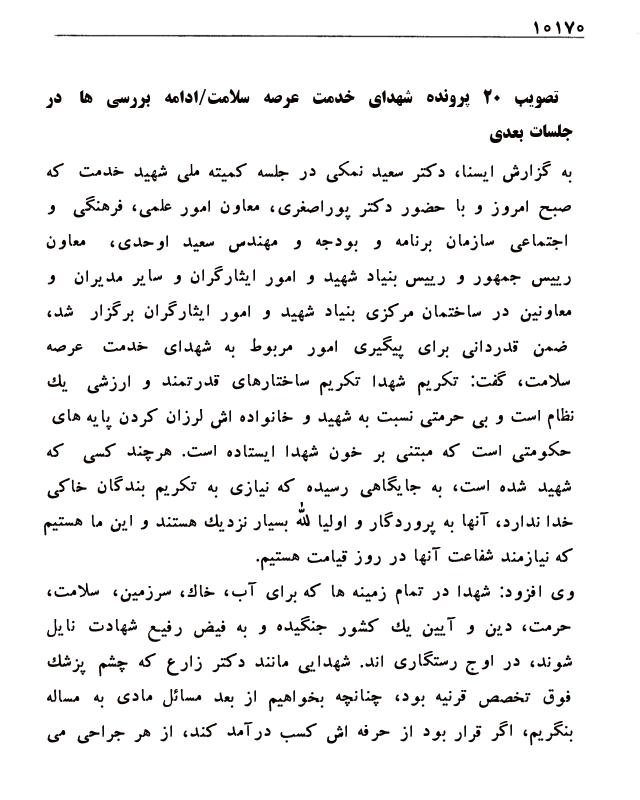 ۱۰۱۷۰
تصویب ۲۰ پرونده شهدای خدمت عرصه سلامت/ادامه بررسی ها در
جلسات بعدی
به گزارش ایسنا، دکتر سعید نمکی در جلسه کمیته ملی شهید خدمت که
صبح امروز و با حضور دکتر پوراصغری، معاون امور علمی، فرهنگی و
اجتماعی سازمان برنامه و بودجه و مهندس سعید اوحدی، معاون
رییس جمهور و رییس بنیاد شهید و امور ایثارگران و سایر مدیران و
معاونین در ساختمان مرکزی بنیاد شهید و امور ایثارگران برگزار شد،
ضمن قدردانی برای پیگیری امور مربوط به شهدای خدمت عرصه
سلامت، گفت: تکریم شهدا تکریم ساختارهای قدرتمند و ارزشی یك
نظام است و بی حرمتی نسبت به شهید و خانواده اش لرزان کردن پایه های
حکومتی است که مبتنی بر خون شهدا ایستاده است. هرچند کسی که
شهید شده است، به جایگاهی رسیده که نیازی به تکریم بندگان خاکی
خدا ندارد، آنها به پروردگار و اولیا لله بسیار نزدیك هستند و این ما هستیم
که نیازمند شفاعت آنها در روز قیامت هستیم.
وی افزود: شهدا در تمام زمینه ها که برای آب، خاك، سرزمین، سلامت،
حرمت، دین و آیین یك کشور جنگیده و به فیض رفیع شهادت نایل
شوند، در اوج رستگاری اند. شهدایی مانند دکتر زارع که چشم پزشك
فوق تخصص قرنیه بود، چنانچه بخواهیم از بعد مسائل مادی به مساله
بنگریم، اگر قرار بود از حرفه اش کسب درآمد کند، از هر جراحی می